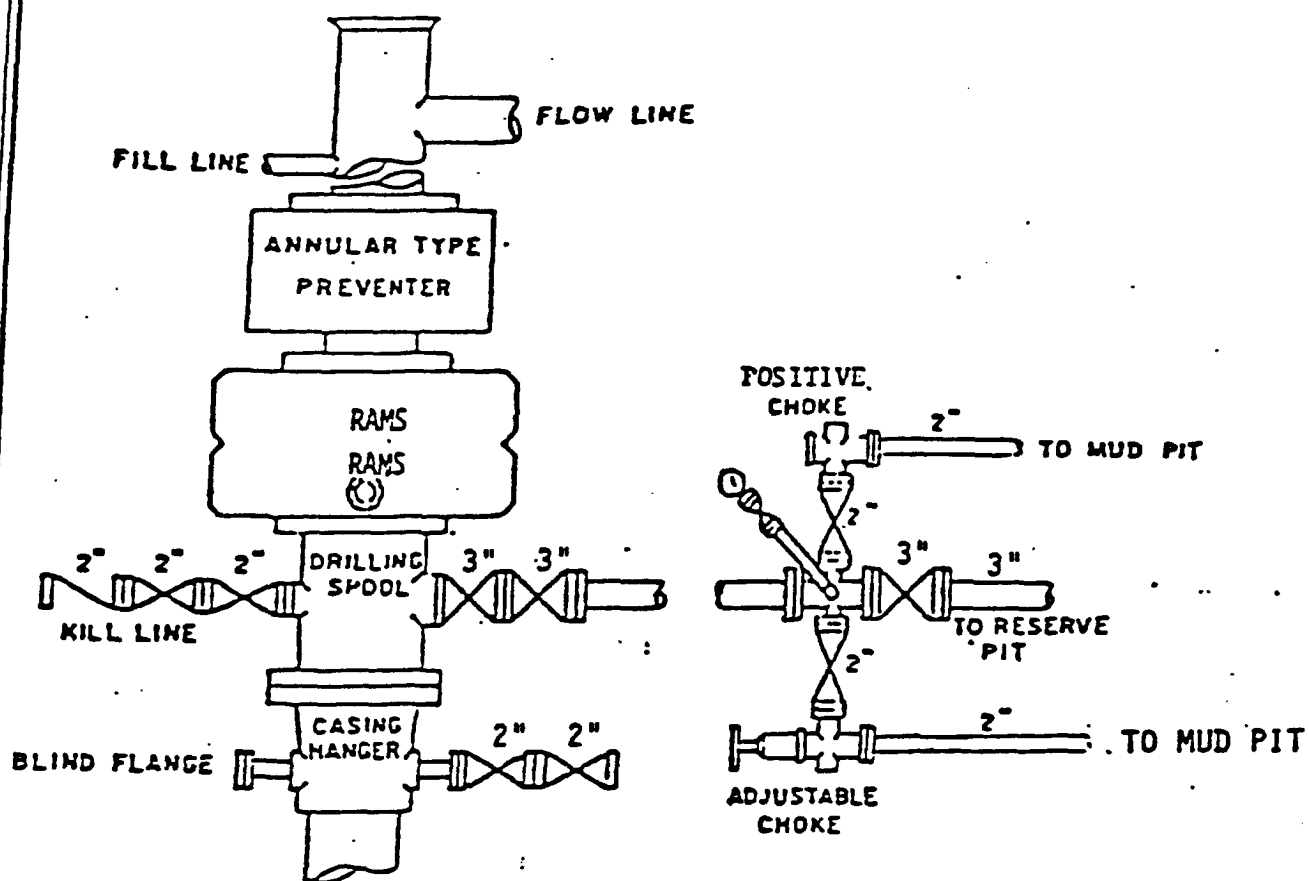 FLOW LINE
FILL LINE
ANNULAR TYPE
PREVENTER
RAMS
RAMS
DRILLING
SPOOL
2" 2" 2"
3" 3"
KILL LINE
CASING
HANGER
2" 2"
BLIND FLANGE
POSITIVE
CHOKE
2"
TO MUD PIT
2"
3"
3"
TO RESERVE
PIT
2"
2"
TO MUD PIT
ADJUSTABLE
CHOKE